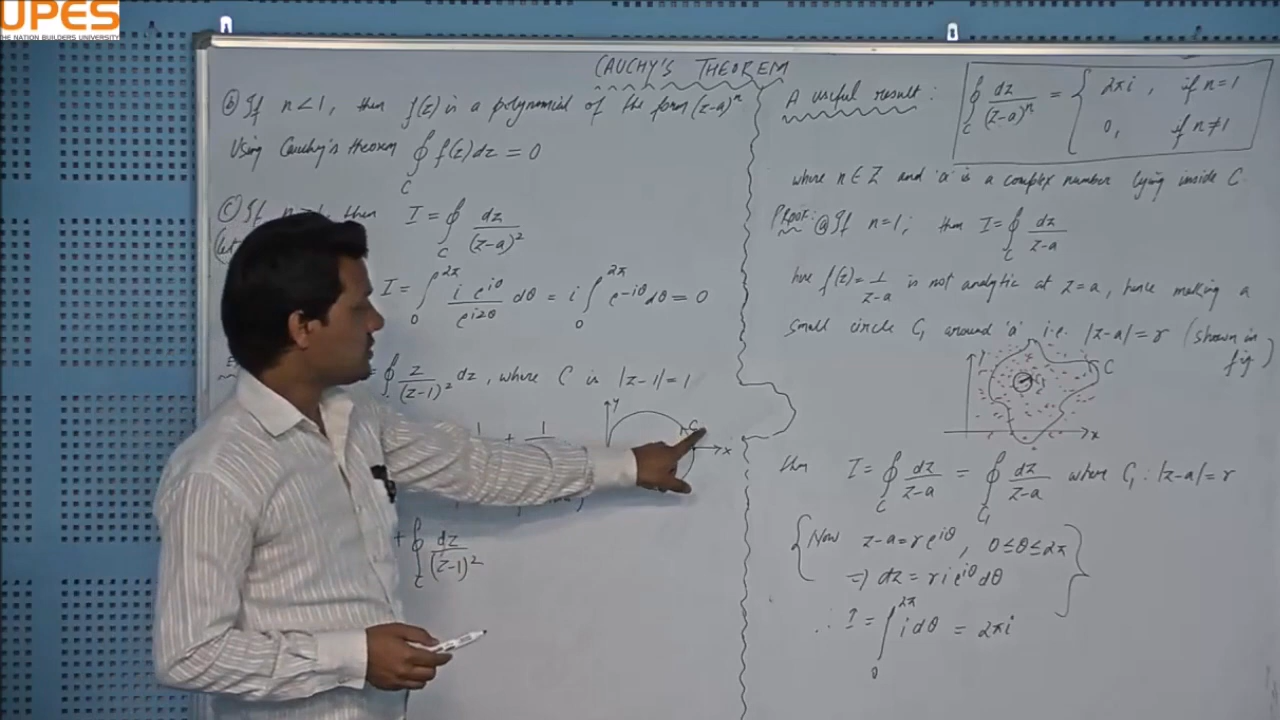 UPES
THE NATION BUILDERS UNIVERSITY
CAUCHY'S THEOREM
(b) If n<1, then f(z) is a polynomial of the form (z-a)^n
Using Cauchy's theorem ∮_C f(z)dz = 0
(c) If n then I = ∮_C dz/(z-a)^2
(let
I = ∫_0^{2π} i e^{iθ}/e^{i2θ} dθ = i ∫_0^{2π} e^{-iθ} dθ = 0
= ∮ z/(z-1)^2 dz, where C is |z-1|=1
1 + 1
y
C
x
+ ∮_C dz/(z-1)^2
A useful result: ∮_C dz/(z-a)^n = { 2πi, if n=1
0, if n≠1
where n∈Z and 'a' is a complex number lying inside C.
PROOF: (a) If n=1, then I = ∮_C dz/(z-a)
here f(z) = 1/(z-a) is not analytic at z=a, hence making a
small circle C₁ around 'a' i.e. |z-a|=r (shown in
fig)
Y
C
x
then I = ∮_C dz/(z-a) = ∮_{C₁} dz/(z-a) where C₁: |z-a|=r
{ Now z-a = re^{iθ}, 0≤θ≤2π
⇒ dz = r i e^{iθ} dθ }
∴ I = ∫_0^{2π} i dθ = 2πi